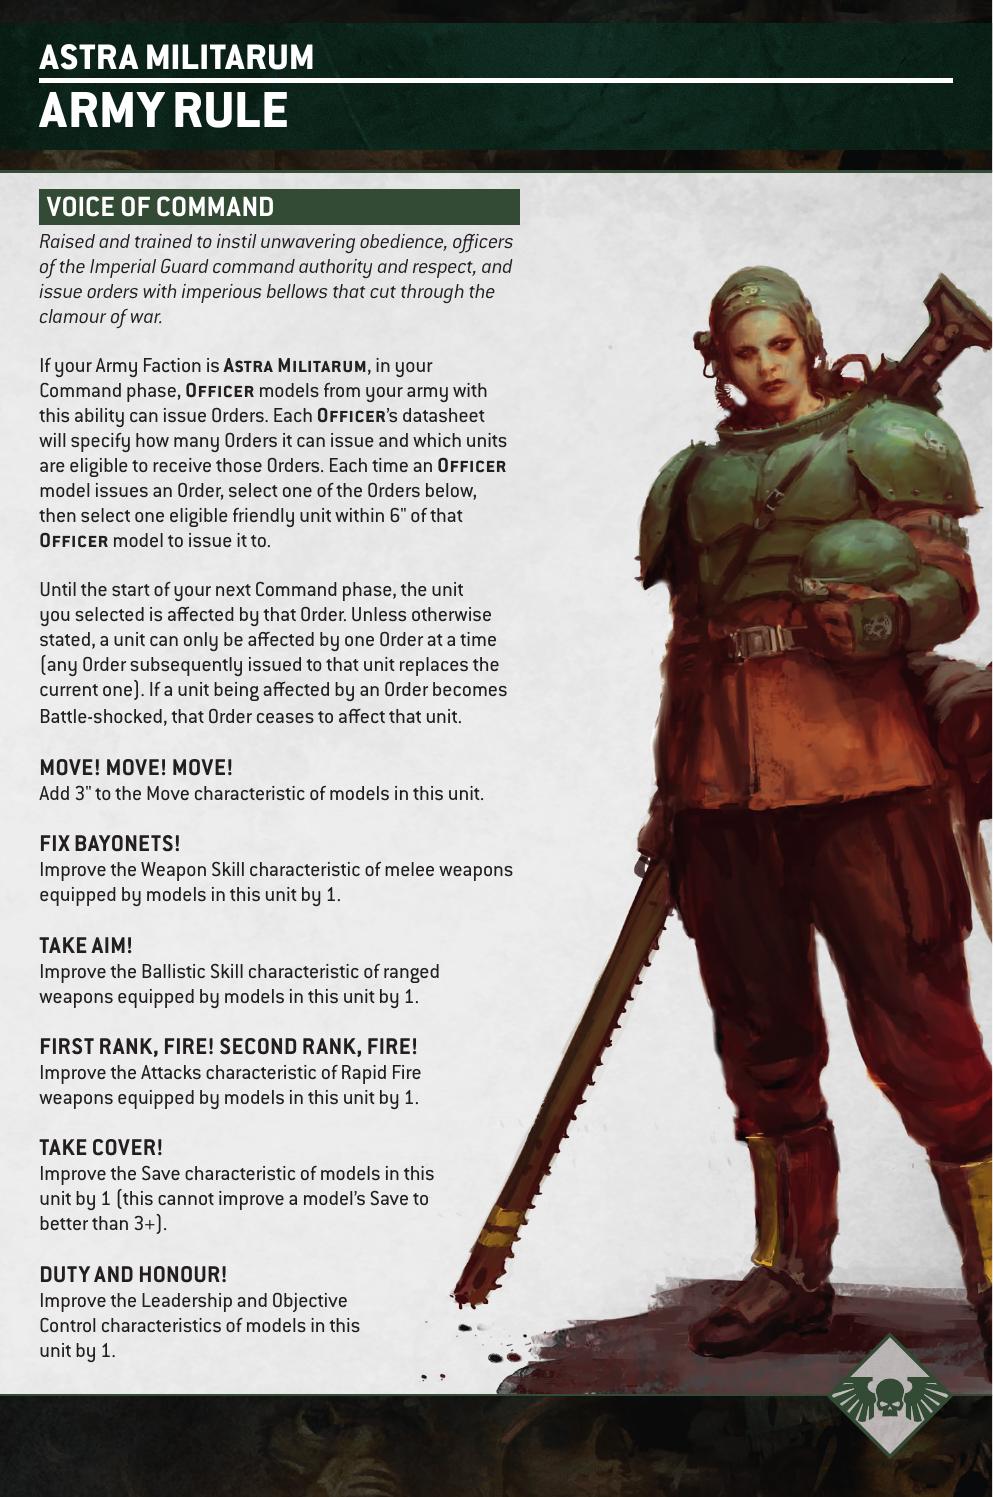 ASTRA MILITARUM
ARMY RULE
VOICE OF COMMAND
Raised and trained to instil unwavering obedience, officers
of the Imperial Guard command authority and respect, and
issue orders with imperious bellows that cut through the
clamour of war.
If your Army Faction is ASTRA MILITARUM, in your
Command phase, OFFICER models from your army with
this ability can issue Orders. Each OFFICER’s datasheet
will specify how many Orders it can issue and which units
are eligible to receive those Orders. Each time an OFFICER
model issues an Order, select one of the Orders below,
then select one eligible friendly unit within 6" of that
OFFICER model to issue it to.
Until the start of your next Command phase, the unit
you selected is affected by that Order. Unless otherwise
stated, a unit can only be affected by one Order at a time
(any Order subsequently issued to that unit replaces the
current one). If a unit being affected by an Order becomes
Battle-shocked, that Order ceases to affect that unit.
MOVE! MOVE! MOVE!
Add 3" to the Move characteristic of models in this unit.
FIX BAYONETS!
Improve the Weapon Skill characteristic of melee weapons
equipped by models in this unit by 1.
TAKE AIM!
Improve the Ballistic Skill characteristic of ranged
weapons equipped by models in this unit by 1.
FIRST RANK, FIRE! SECOND RANK, FIRE!
Improve the Attacks characteristic of Rapid Fire
weapons equipped by models in this unit by 1.
TAKE COVER!
Improve the Save characteristic of models in this
unit by 1 (this cannot improve a model’s Save to
better than 3+).
DUTY AND HONOUR!
Improve the Leadership and Objective
Control characteristics of models in this
unit by 1.